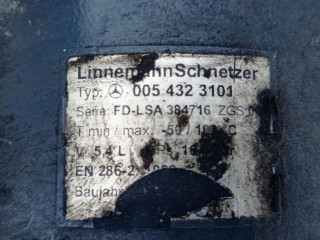 LinnemannSchnetzer
Typ: 005 432 3101
Serie: FD-LSA 384716 ZGS
T min / max. -50 / 100 °C
V 5.4 L
EN 286-2
Baujahr